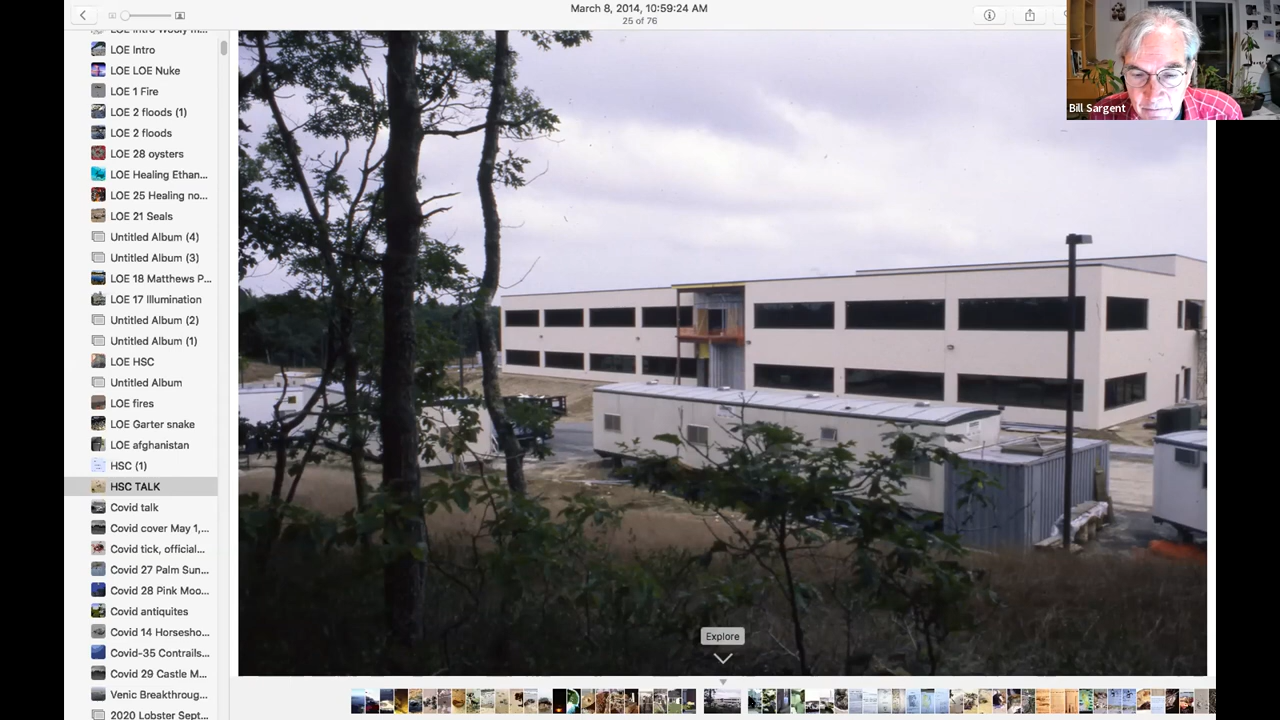 March 8, 2014, 10:59:24 AM
25 of 76
LOE Intro
LOE LOE Nuke
LOE 1 Fire
LOE 2 floods (1)
LOE 2 floods
LOE 28 oysters
LOE Healing Ethan...
LOE 25 Healing no...
LOE 21 Seals
Untitled Album (4)
Untitled Album (3)
LOE 18 Matthews P...
LOE 17 Illumination
Untitled Album (2)
Untitled Album (1)
LOE HSC
Untitled Album
LOE fires
LOE Garter snake
LOE afghanistan
HSC (1)
HSC TALK
Covid talk
Covid cover May 1,...
Covid tick, official...
Covid 27 Palm Sun...
Covid 28 Pink Moo...
Covid antiquites
Covid 14 Horsesho...
Covid-35 Contrails...
Covid 29 Castle M...
Venic Breakthroug...
2020 Lobster Sept...
Explore
Bill Sargent